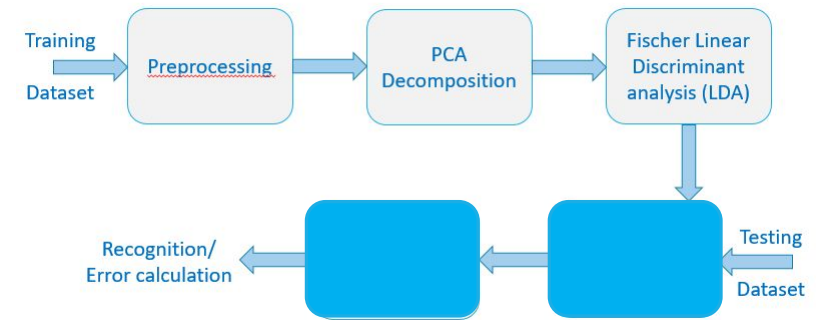 Training
Dataset
Preprocessing
PCA
Decomposition
Fischer Linear
Discriminant
analysis (LDA)
Recognition/
Error calculation
Testing
Dataset